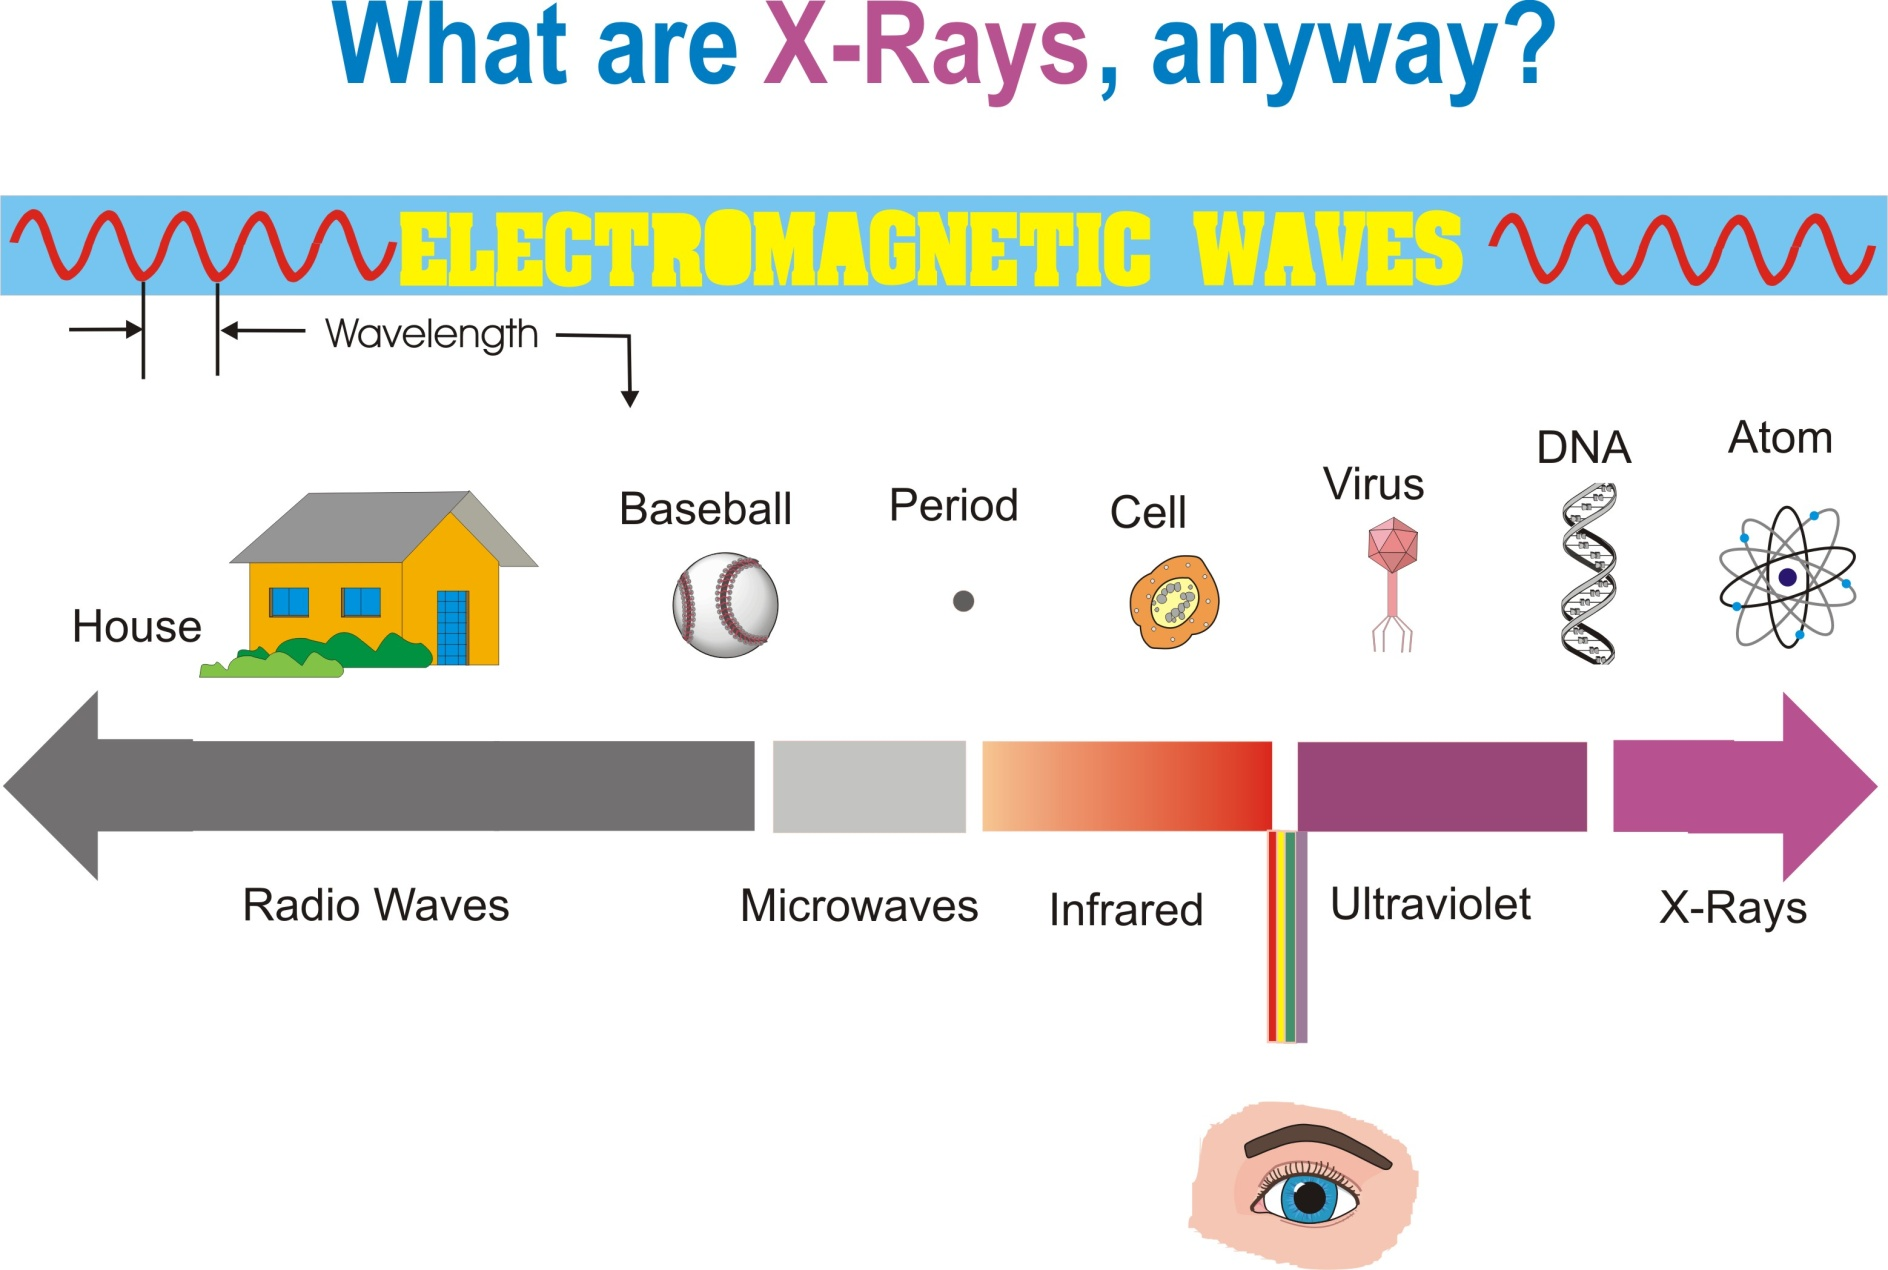 What are X-Rays, anyway?
ELECTROMAGNETIC WAVES
Wavelength
House
Baseball
Period
Cell
Virus
DNA
Atom
Radio Waves
Microwaves
Infrared
Ultraviolet
X-Rays